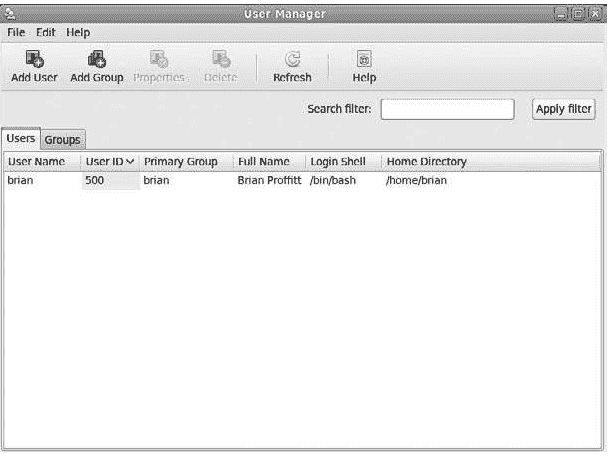 User Manager
File Edit Help
Add User Add Group Properties Delete Refresh Help
Search filter: Apply filter
Users Groups
User Name User ID Primary Group Full Name Login Shell Home Directory
brian 500 brian Brian Proffitt /bin/bash /home/brian